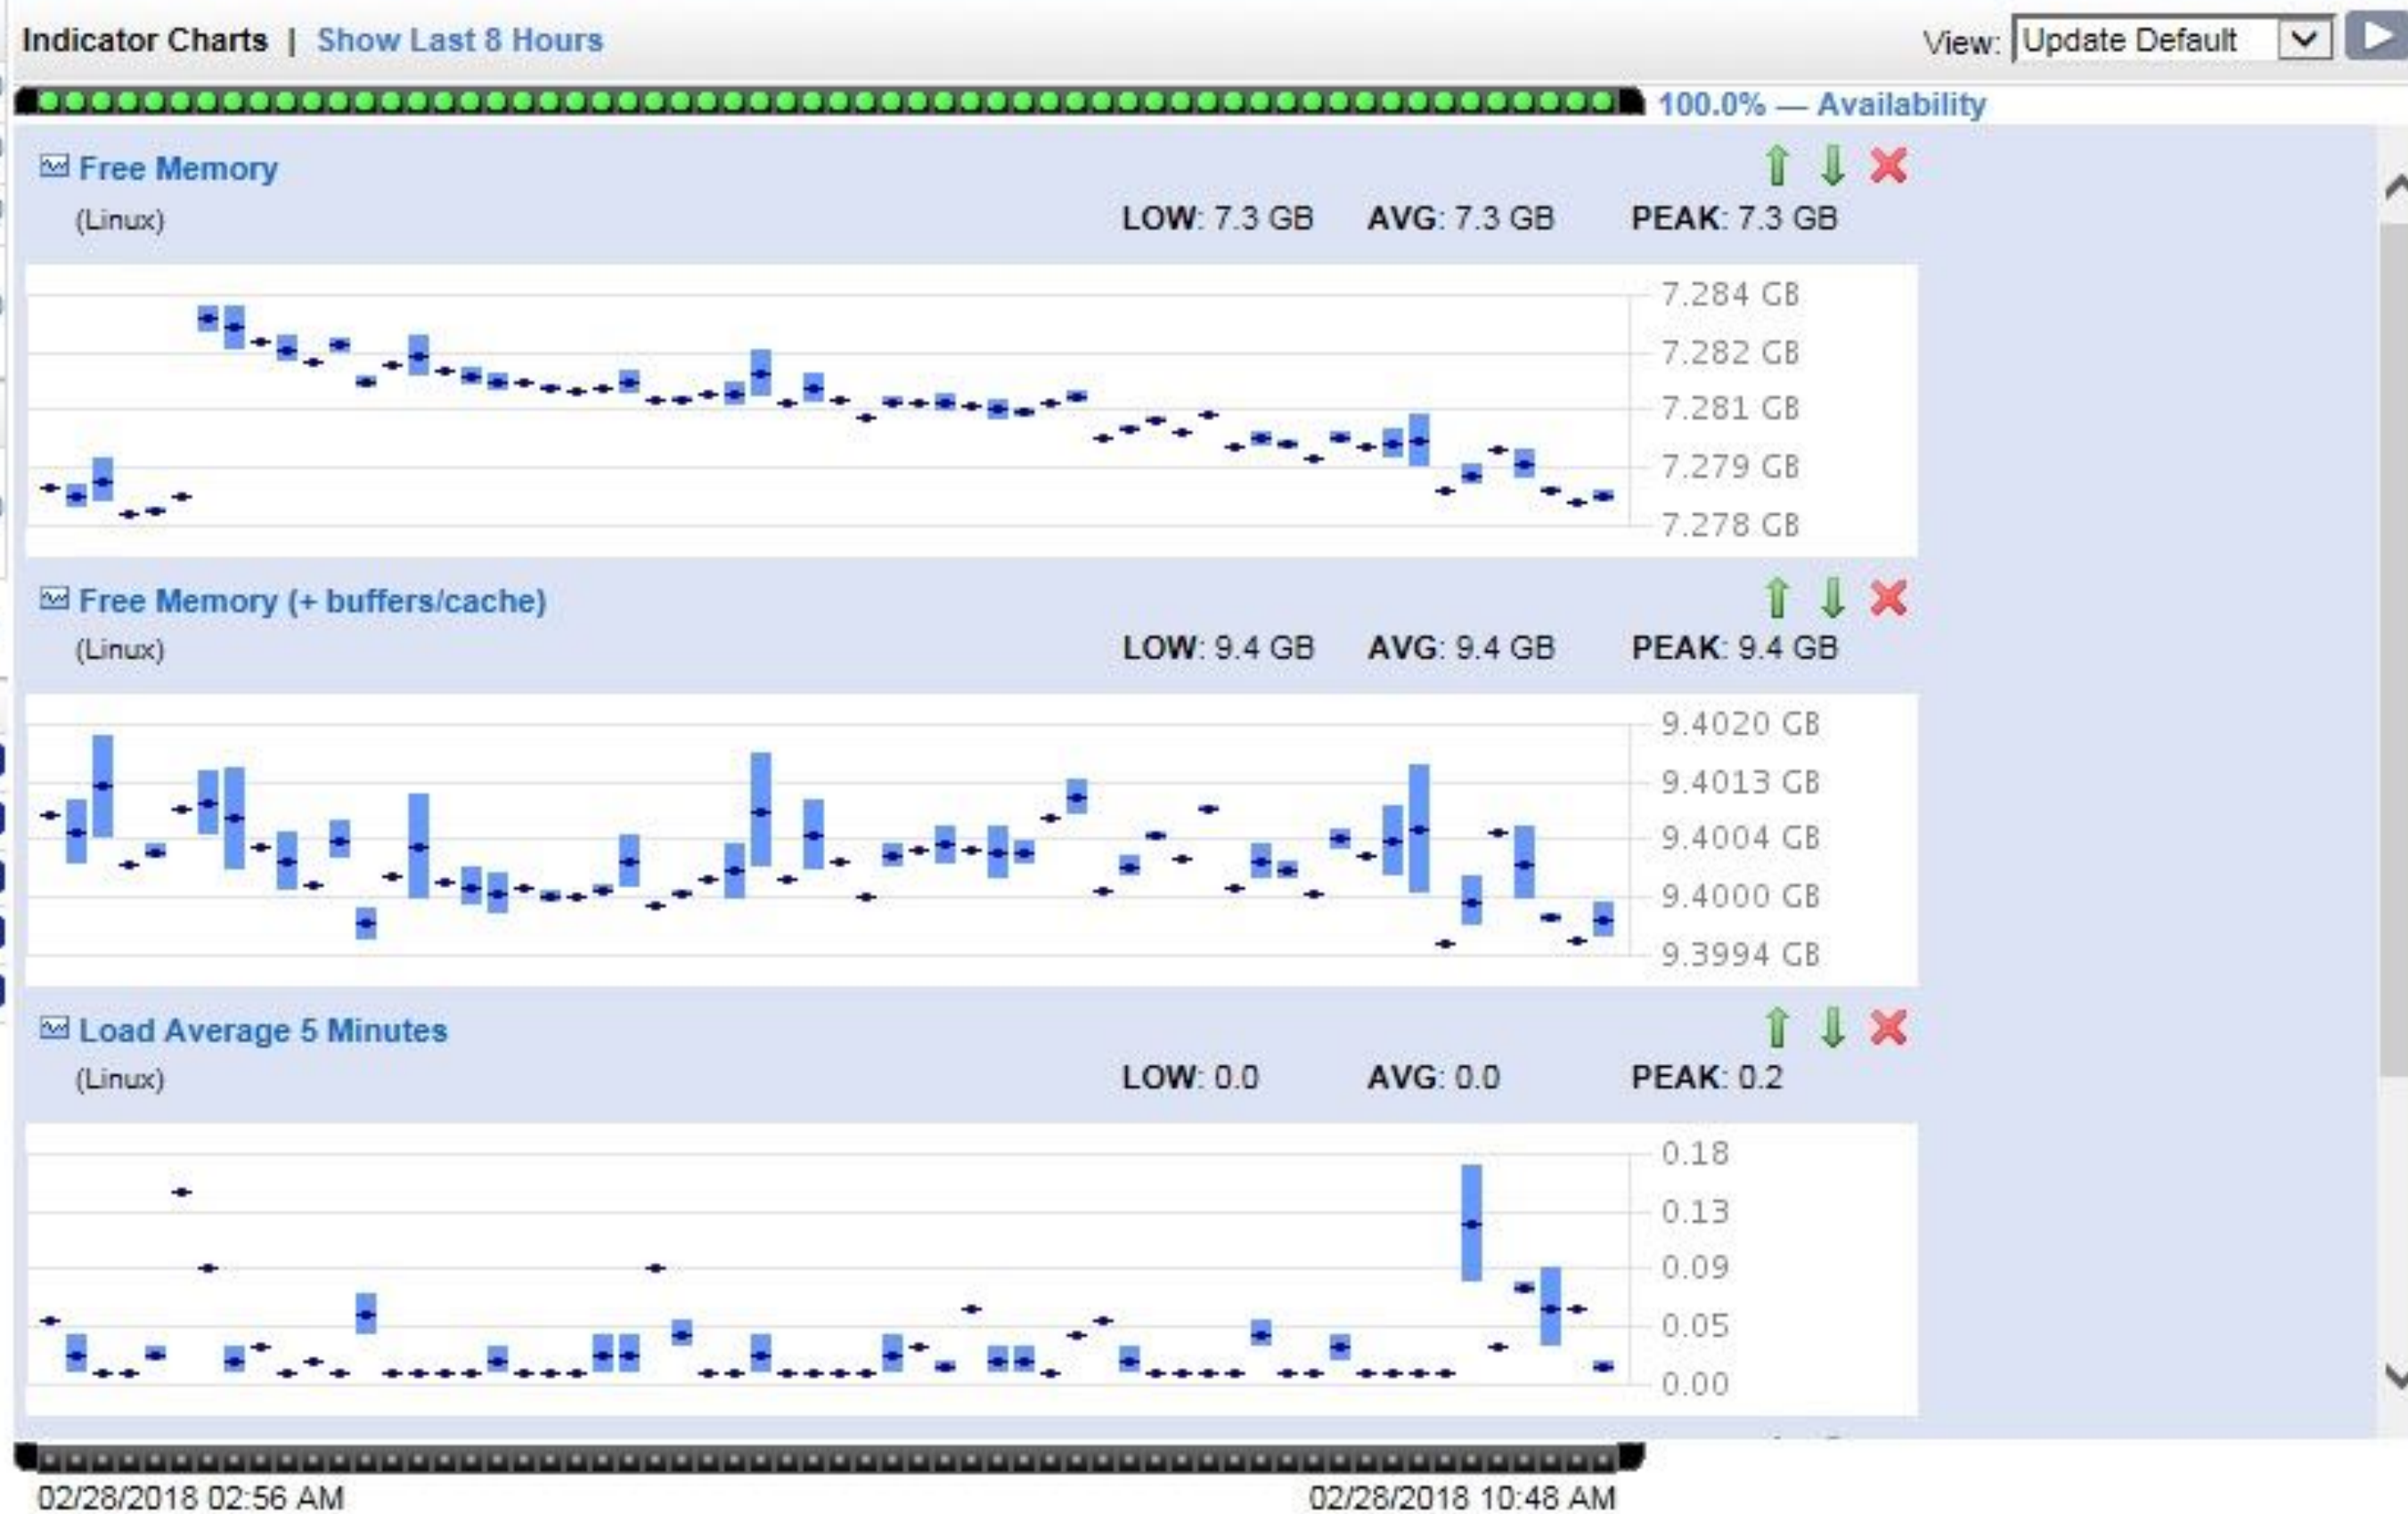 Indicator Charts | Show Last 8 Hours View: Update Default
100.0% — Availability
Free Memory
(Linux) LOW: 7.3 GB AVG: 7.3 GB PEAK: 7.3 GB
7.284 GB
7.282 GB
7.281 GB
7.279 GB
7.278 GB
Free Memory (+ buffers/cache)
(Linux) LOW: 9.4 GB AVG: 9.4 GB PEAK: 9.4 GB
9.4020 GB
9.4013 GB
9.4004 GB
9.4000 GB
9.3994 GB
Load Average 5 Minutes
(Linux) LOW: 0.0 AVG: 0.0 PEAK: 0.2
0.18
0.13
0.09
0.05
0.00
02/28/2018 02:56 AM 02/28/2018 10:48 AM